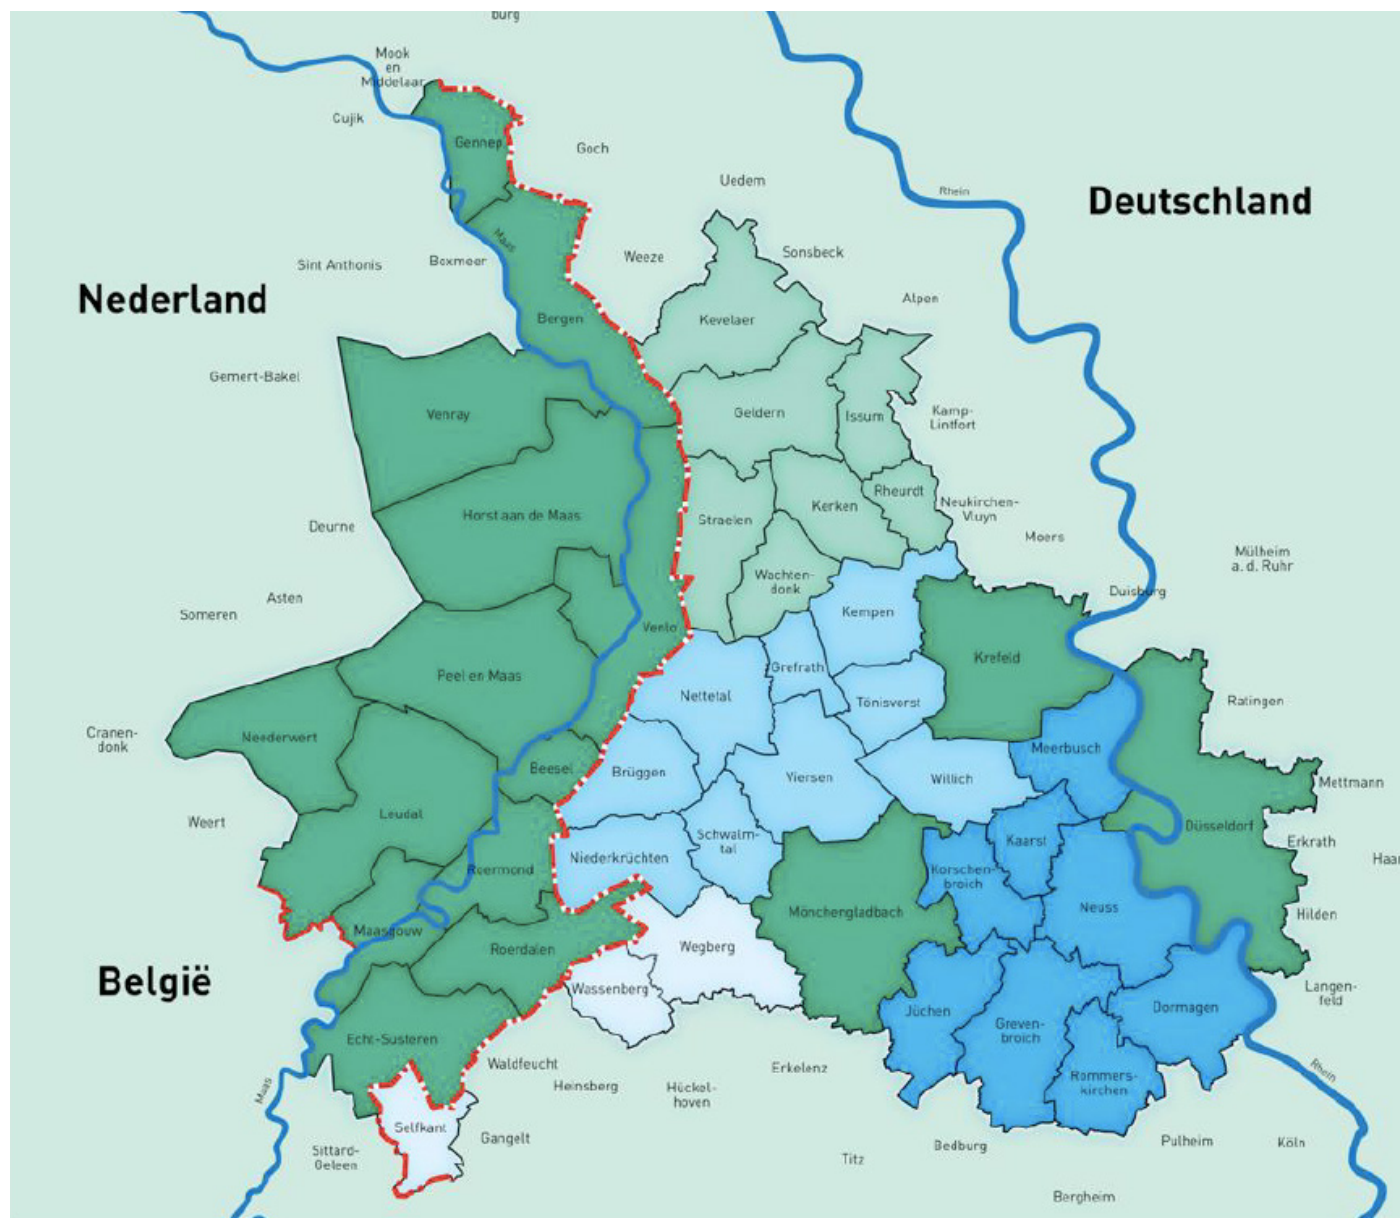 burg
Mook
en
Middelaar
Cujik
Gennep
Goch
Uedem
Deutschland
Rhein
Maas
Sint Anthonis
Boxmeer
Weeze
Sonsbeck
Nederland
Alpen
Bergen
Kevelaer
Gemert-Bakel
Venray
Geldern
Issum
Kamp-
Lintfort
Horst aan de Maas
Straelen
Kerken
Rheurdt
Neukirchen-
Vluyn
Deurne
Moers
Mülheim
a. d. Ruhr
Wachten-
donk
Asten
Someren
Kempen
Duisburg
Venlo
Krefeld
Peel en Maas
Nettetal
Grefrath
Tönisvorst
Ratingen
Cranen-
donk
Neederwert
Beesel
Brüggen
Viersen
Willich
Meerbusch
Mettmann
Weert
Leudal
Schwalm-
tal
Kaarst
Düsseldorf
Erkrath
Haa
Roermond
Niederkrüchten
Korschen-
broich
Mönchengladbach
Neuss
Hilden
Maasgouw
Roerdalen
Wegberg
België
Wassenberg
Langen-
feld
Jüchen
Greven-
broich
Dormagen
Echt-Susteren
Waldfeucht
Heinsberg
Hückel-
hoven
Erkelenz
Rommers-
kirchen
Rhein
Maas
Selfkant
Gangelt
Sittard-
Geleen
Titz
Bedburg
Pulheim
Köln
Bergheim